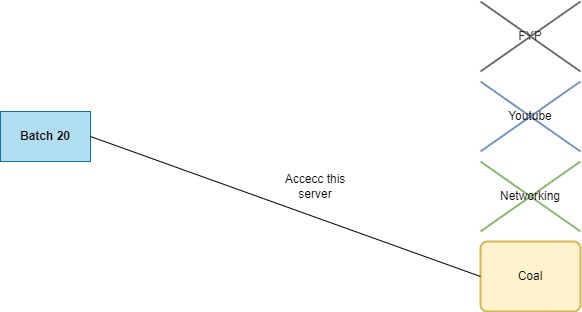 FYP
Youtube
Batch 20
Accecc this
server
Networking
Coal